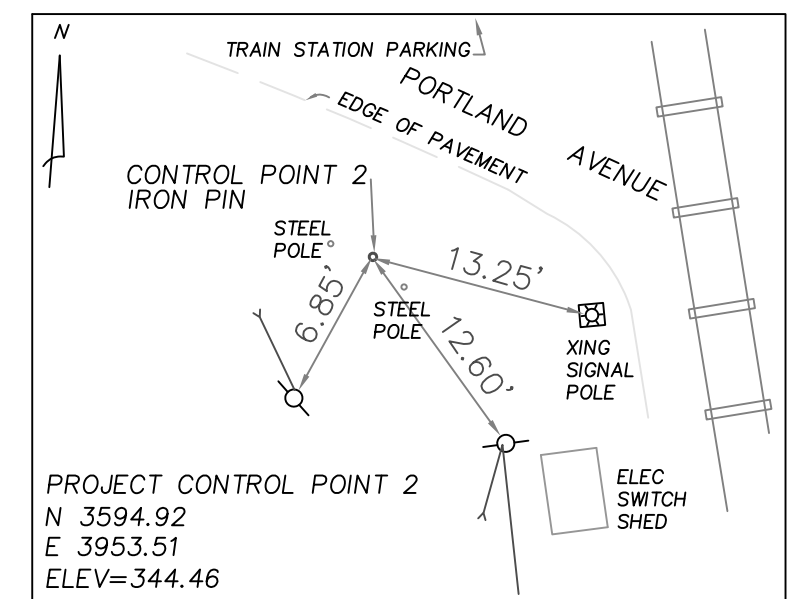 N
TRAIN STATION PARKING
PORTLAND AVENUE
EDGE OF PAVEMENT
CONTROL POINT 2
IRON PIN
STEEL
POLE
13.25’
6.85’
STEEL
POLE
12.60’
XING
SIGNAL
POLE
PROJECT CONTROL POINT 2
N 3594.92
E 3953.51
ELEV=344.46
ELEC
SWITCH
SHED